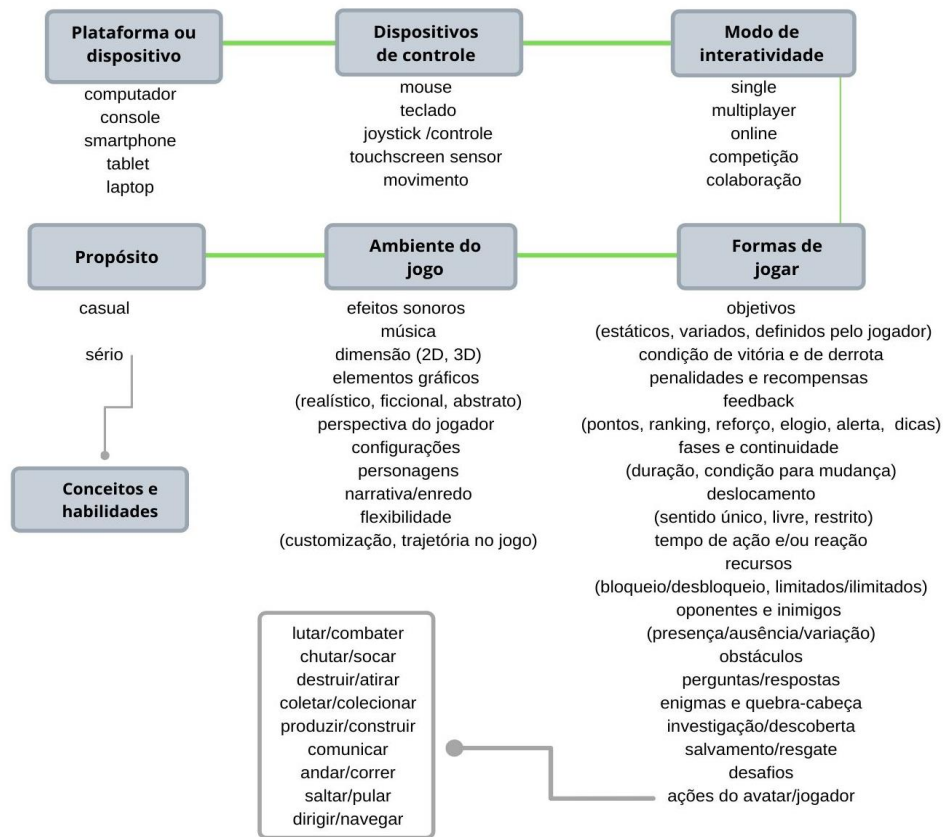 Plataforma ou
dispositivo
computador
console
smartphone
tablet
laptop
Dispositivos
de controle
mouse
teclado
joystick /controle
touchscreen sensor
movimento
Modo de
interatividade
single
multiplayer
online
competição
colaboração
Propósito
casual
sério
Conceitos e
habilidades
Ambiente do
jogo
efeitos sonoros
música
dimensão (2D, 3D)
elementos gráficos
(realístico, ficcional, abstrato)
perspectiva do jogador
configurações
personagens
narrativa/enredo
flexibilidade
(customização, trajetória no jogo)
Formas de
jogar
objetivos
(estáticos, variados, definidos pelo jogador)
condição de vitória e de derrota
penalidades e recompensas
feedback
(pontos, ranking, reforço, elogio, alerta, dicas)
fases e continuidade
(duração, condição para mudança)
deslocamento
(sentido único, livre, restrito)
tempo de ação e/ou reação
recursos
(bloqueio/desbloqueio, limitados/ilimitados)
oponentes e inimigos
(presença/ausência/variação)
obstáculos
perguntas/respostas
enigmas e quebra-cabeça
investigação/descoberta
salvamento/resgate
desafios
ações do avatar/jogador
lutar/combater
chutar/socar
destruir/atirar
coletar/colecionar
produzir/construir
comunicar
andar/correr
saltar/pular
dirigir/navegar